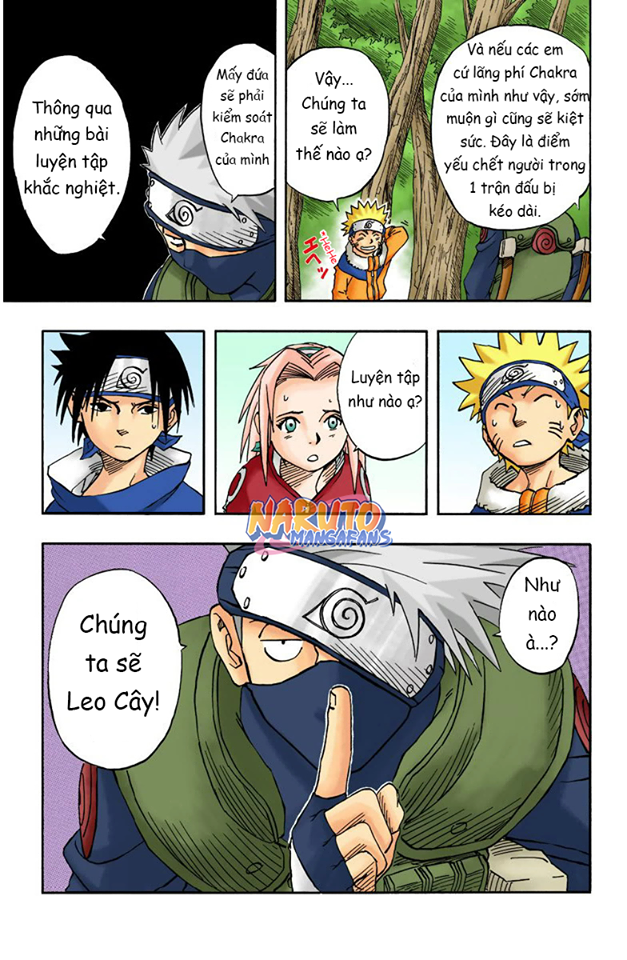 Và nếu các em
cứ lãng phí Chakra
của mình như vậy, sớm
muộn gì cũng sẽ kiệt
sức. Đây là điểm
yếu chết người trong
1 trận đấu bị
kéo dài.
Vậy...
Chúng ta
sẽ làm
thế nào ạ?
HeHe
エヘッ
Mấy đứa
sẽ phải
kiểm soát
Chakra
của mình
Thông qua
những bài
luyện tập
khắc nghiệt.
Luyện tập
như nào ạ?
NARUTO
MANGAFANS
Như
nào
à...?
Chúng
ta sẽ
Leo Cây!